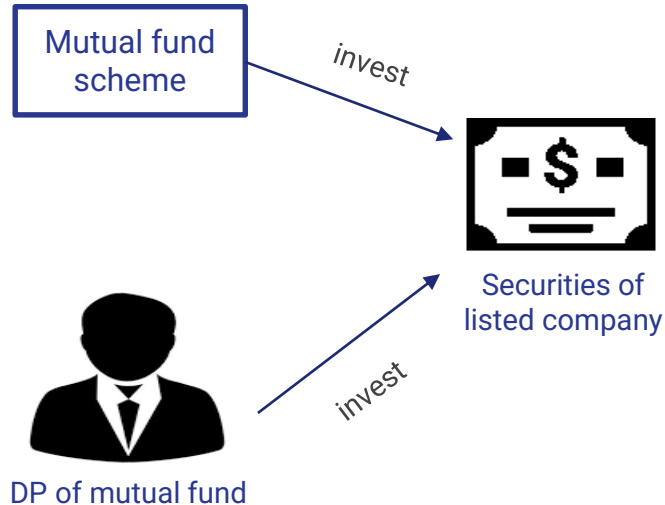 Mutual fund
scheme
invest
$
Securities of
listed company
invest
DP of mutual fund